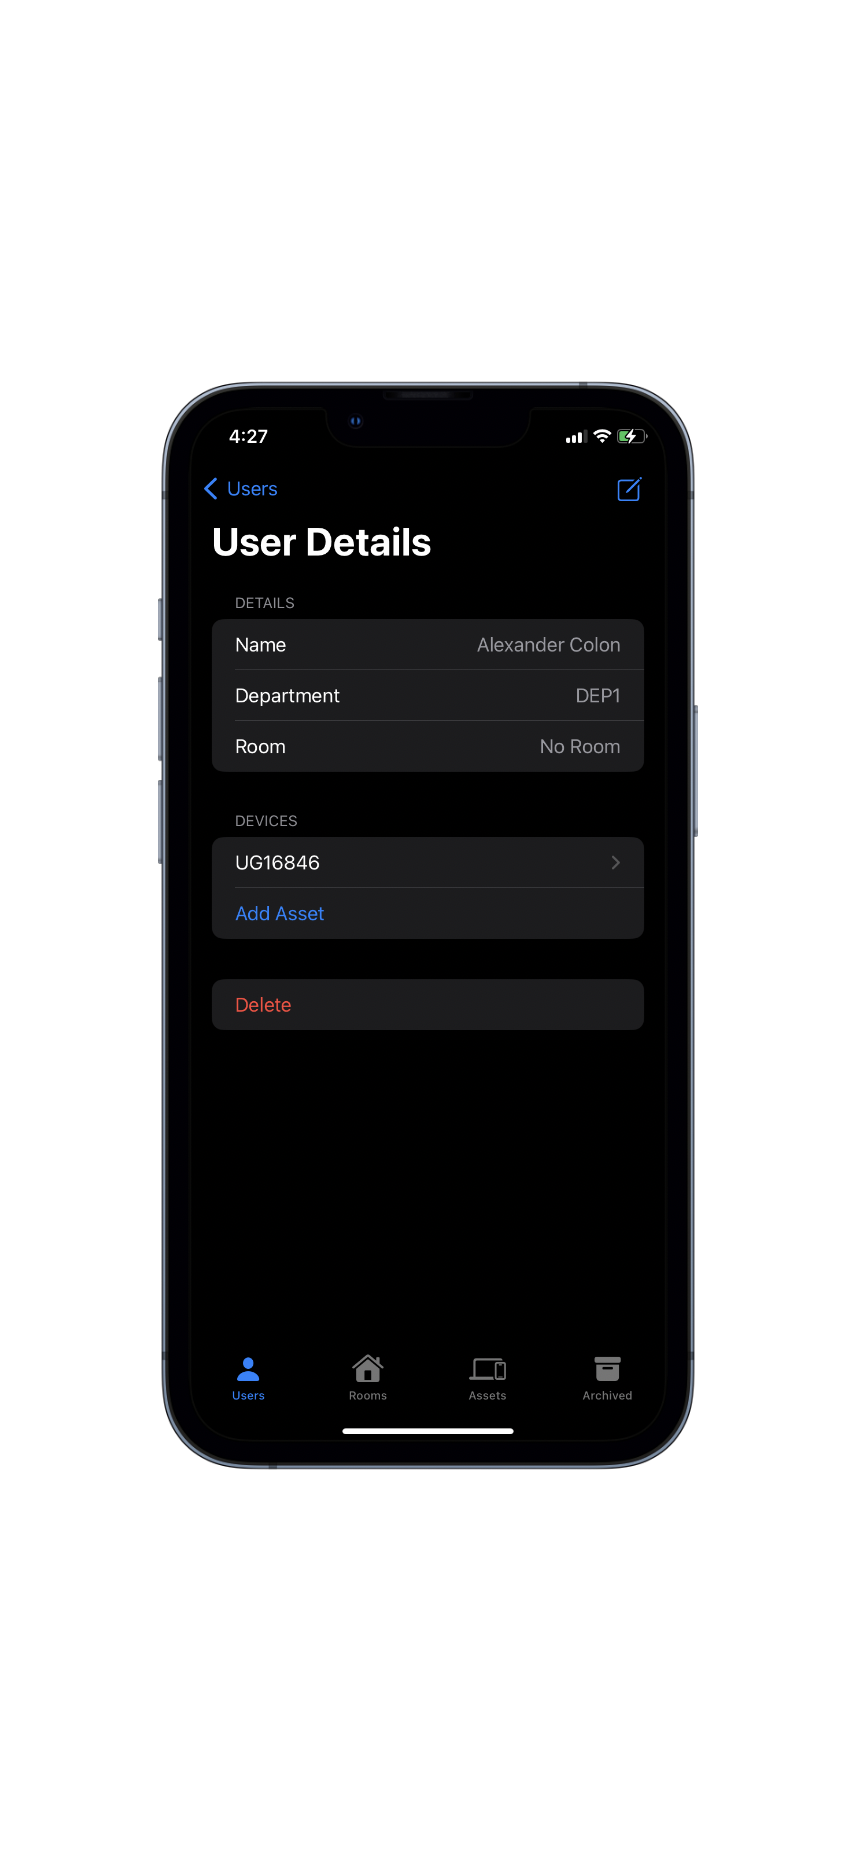 4:27
Users
User Details
DETAILS
Name Alexander Colon
Department DEP1
Room No Room
DEVICES
UG16846
Add Asset
Delete
Users Rooms Assets Archived